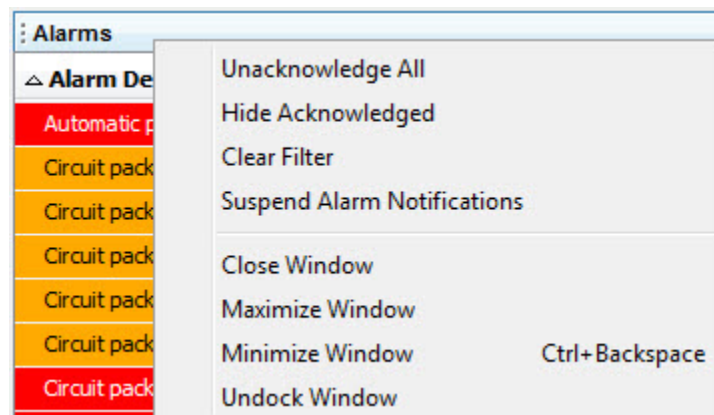 Alarms
Alarm De
Automatic p
Circuit pack
Circuit pack
Circuit pack
Circuit pack
Circuit pack
Circuit pack
Unacknowledge All
Hide Acknowledged
Clear Filter
Suspend Alarm Notifications
Close Window
Maximize Window
Minimize Window Ctrl+Backspace
Undock Window